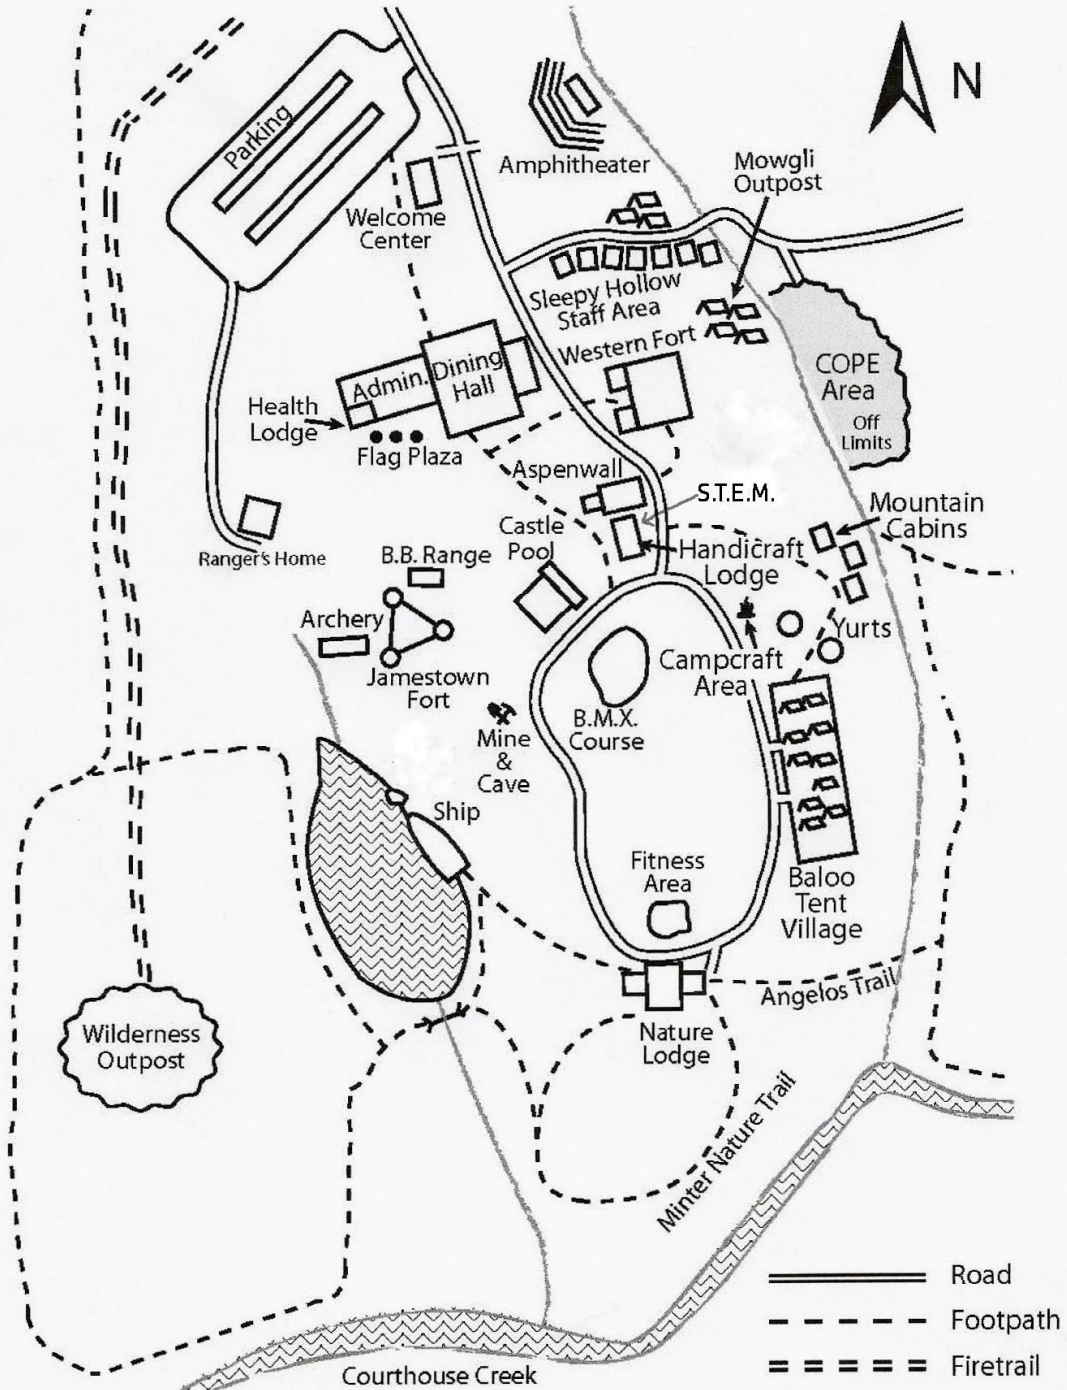 N
Parking
Amphitheater
Mowgli
Outpost
Welcome
Center
Sleepy Hollow
Staff Area
Western Fort
COPE
Area
Off
Limits
Admin.
Dining
Hall
Health
Lodge
Flag Plaza
Aspenwall
S.T.E.M.
Mountain
Cabins
Castle
Pool
Handicraft
Lodge
Ranger's Home
B.B. Range
Archery
Jamestown
Fort
Yurts
Campcraft
Area
B.M.X.
Course
Mine
&
Cave
Ship
Fitness
Area
Baloo
Tent
Village
Angelos Trail
Wilderness
Outpost
Nature
Lodge
Minter Nature Trail
Road
Footpath
Firetrail
Courthouse Creek